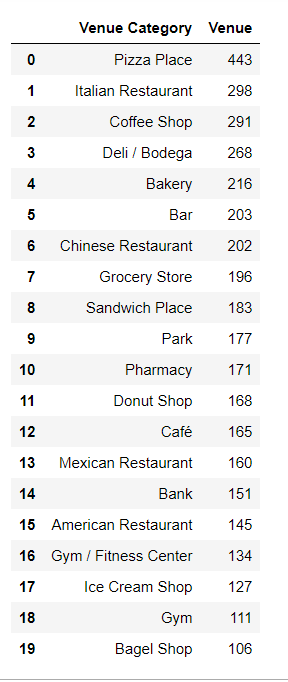 Venue Category Venue
0 Pizza Place 443
1 Italian Restaurant 298
2 Coffee Shop 291
3 Deli / Bodega 268
4 Bakery 216
5 Bar 203
6 Chinese Restaurant 202
7 Grocery Store 196
8 Sandwich Place 183
9 Park 177
10 Pharmacy 171
11 Donut Shop 168
12 Café 165
13 Mexican Restaurant 160
14 Bank 151
15 American Restaurant 145
16 Gym / Fitness Center 134
17 Ice Cream Shop 127
18 Gym 111
19 Bagel Shop 106